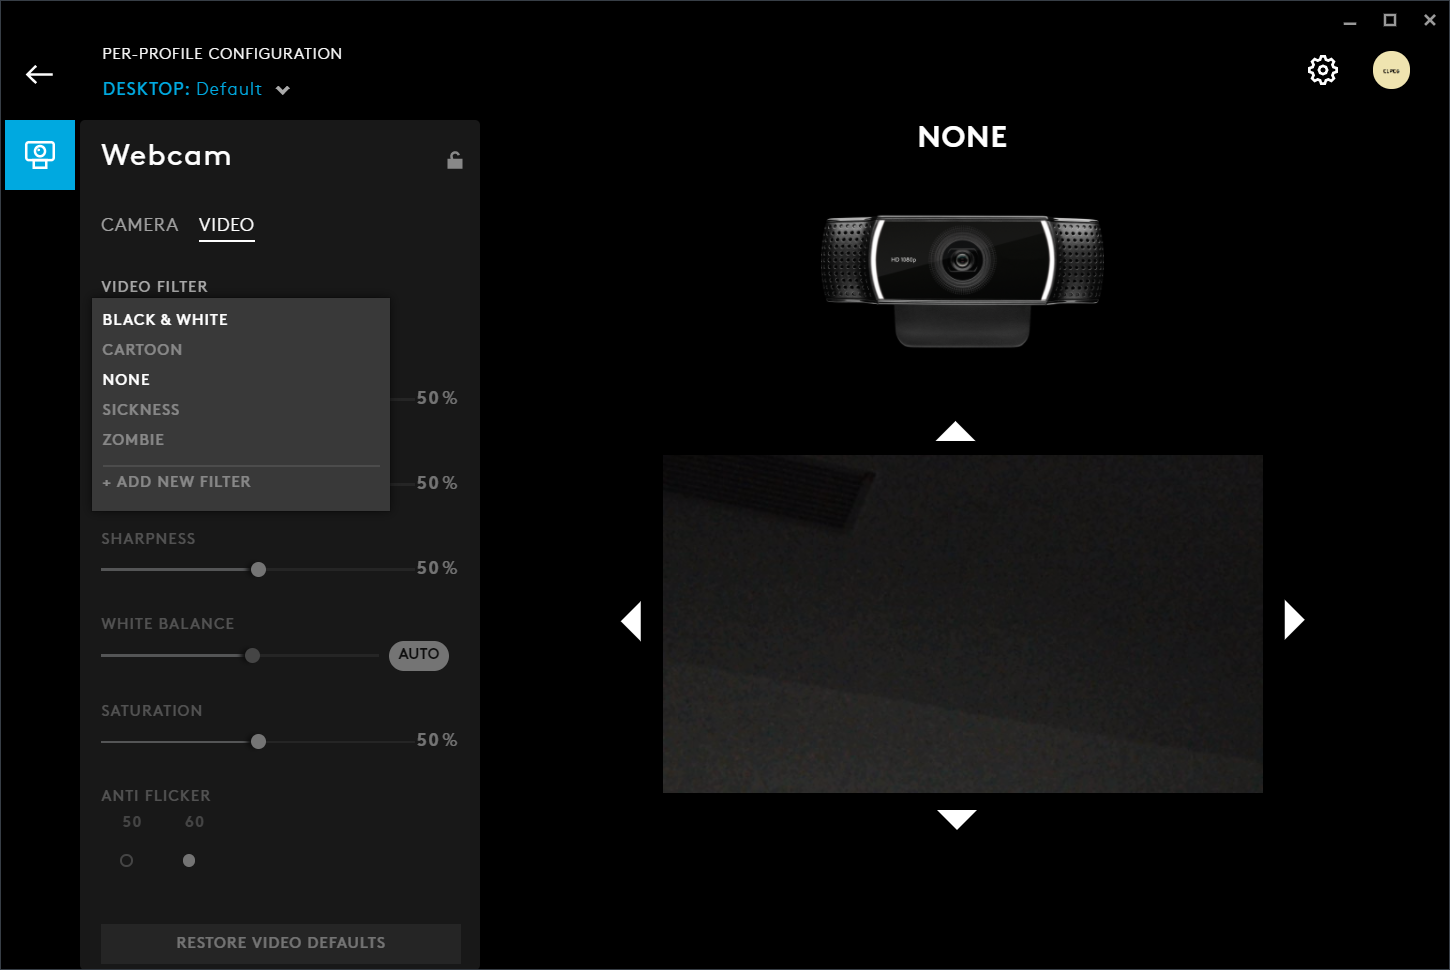 PER-PROFILE CONFIGURATION
DESKTOP: Default
CLPEG
Webcam
NONE
CAMERA VIDEO
HD 1080p
VIDEO FILTER
BLACK & WHITE
CARTOON
NONE
50 %
SICKNESS
ZOMBIE
+ ADD NEW FILTER
50 %
SHARPNESS
50 %
WHITE BALANCE
AUTO
SATURATION
50 %
ANTI FLICKER
50 60
RESTORE VIDEO DEFAULTS